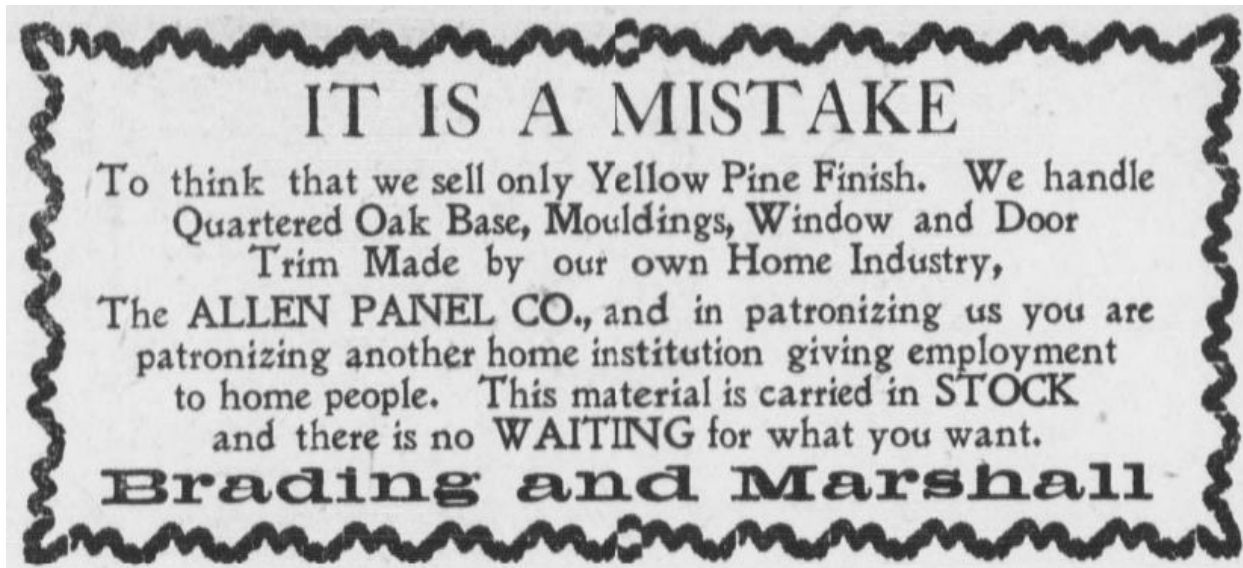 IT IS A MISTAKE
To think that we sell only Yellow Pine Finish. We handle
Quartered Oak Base, Mouldings, Window and Door
Trim Made by our own Home Industry,
The ALLEN PANEL CO., and in patronizing us you are
patronizing another home institution giving employment
to home people. This material is carried in STOCK
and there is no WAITING for what you want.
Brading and Marshall